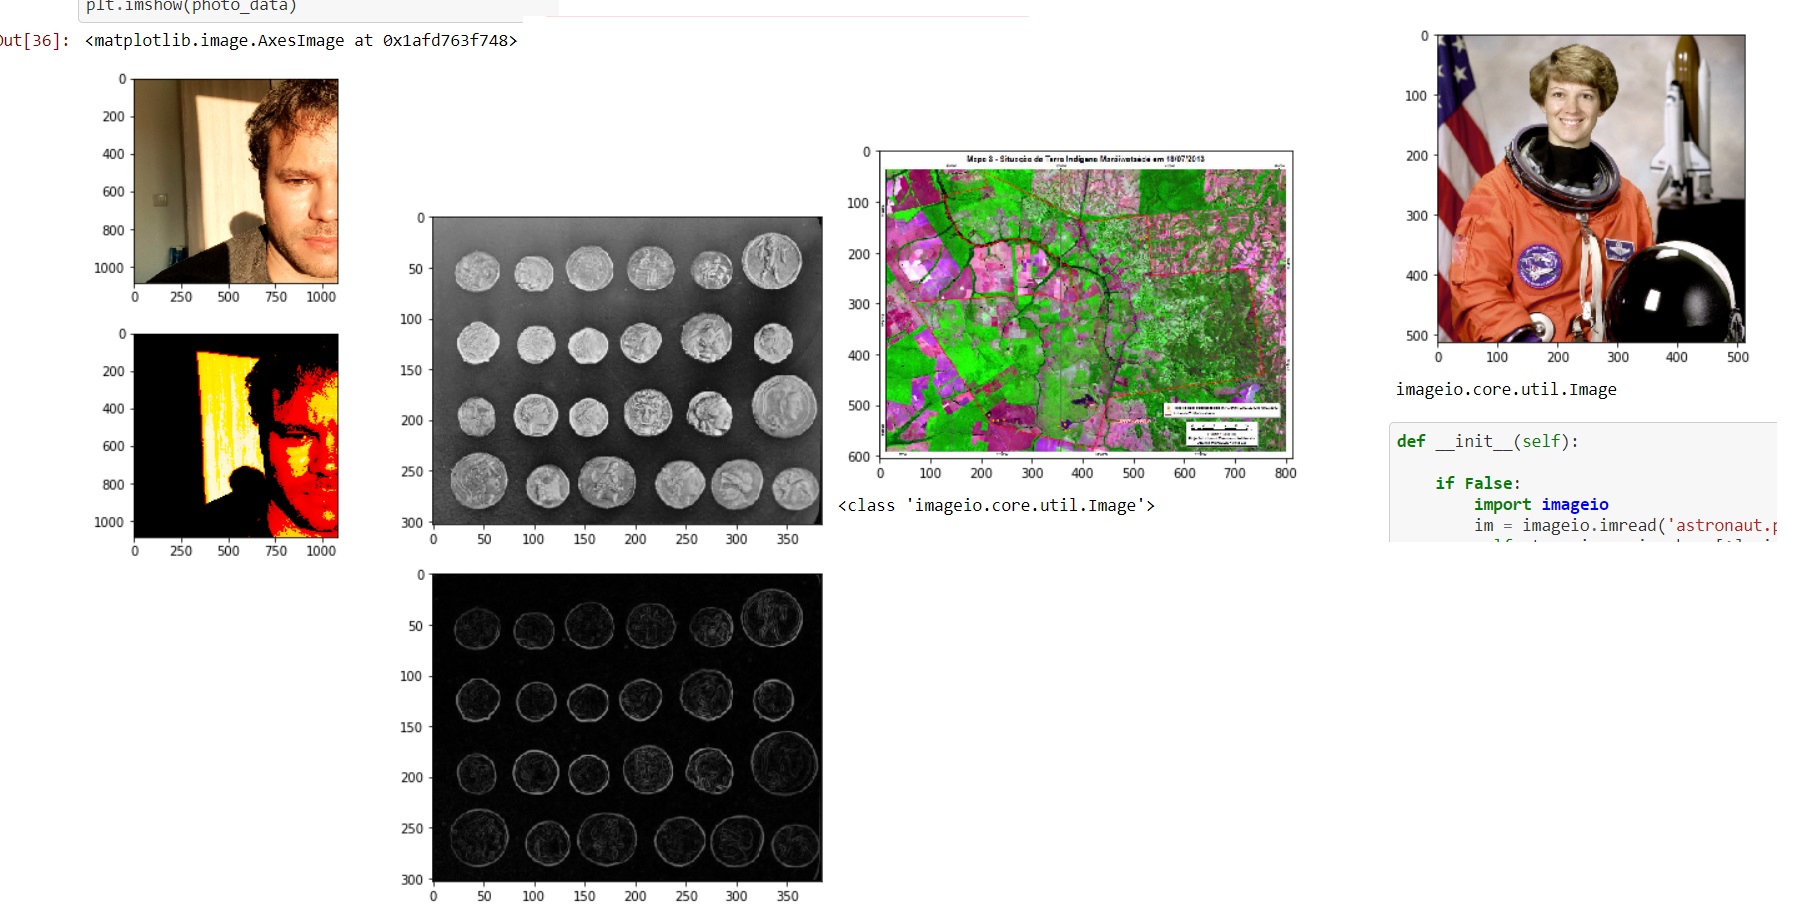 plt.imshow(photo_data)
Out[36]: <matplotlib.image.AxesImage at 0x1afd763f748>
0
200
400
600
800
1000
0 250 500 750 1000
0
200
400
600
800
1000
0 250 500 750 1000
0
50
100
150
200
250
300
0 50 100 150 200 250 300 350
0
50
100
150
200
250
300
0 50 100 150 200 250 300 350
Mapa 8 - Situação da Terra Indígena Marãiwatsédé em 18/07/2013
0
100
200
300
400
500
600
0 100 200 300 400 500 600 700 800
<class 'imageio.core.util.Image'>
0
100
200
300
400
500
0 100 200 300 400 500
imageio.core.util.Image
def __init__(self):
if False:
import imageio
im = imageio.imread('astronaut.p